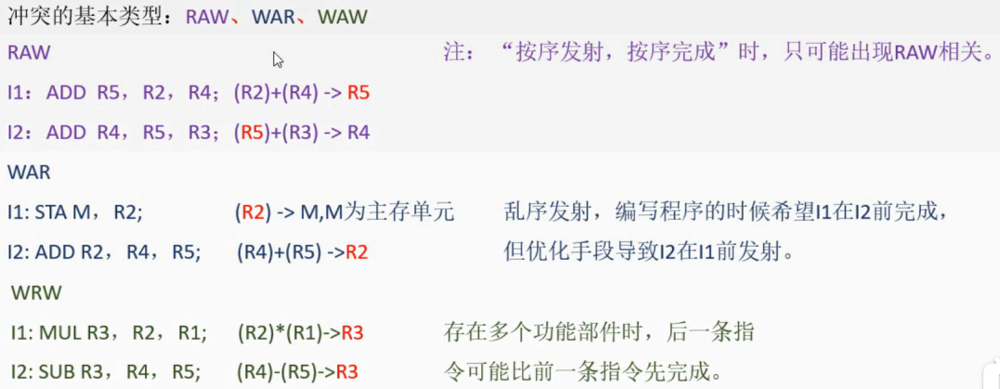 冲突的基本类型：RAW、WAR、WAW
RAW 注：“按序发射，按序完成”时，只可能出现RAW相关。
I1：ADD R5，R2，R4；(R2)+(R4) -> R5
I2：ADD R4，R5，R3；(R5)+(R3) -> R4
WAR
I1: STA M，R2; (R2) -> M,M为主存单元 乱序发射，编写程序的时候希望I1在I2前完成，
I2: ADD R2，R4，R5; (R4)+(R5) ->R2 但优化手段导致I2在I1前发射。
WRW
I1: MUL R3，R2，R1; (R2)*(R1)->R3 存在多个功能部件时，后一条指
I2: SUB R3，R4，R5; (R4)-(R5)->R3 令可能比前一条指令先完成。